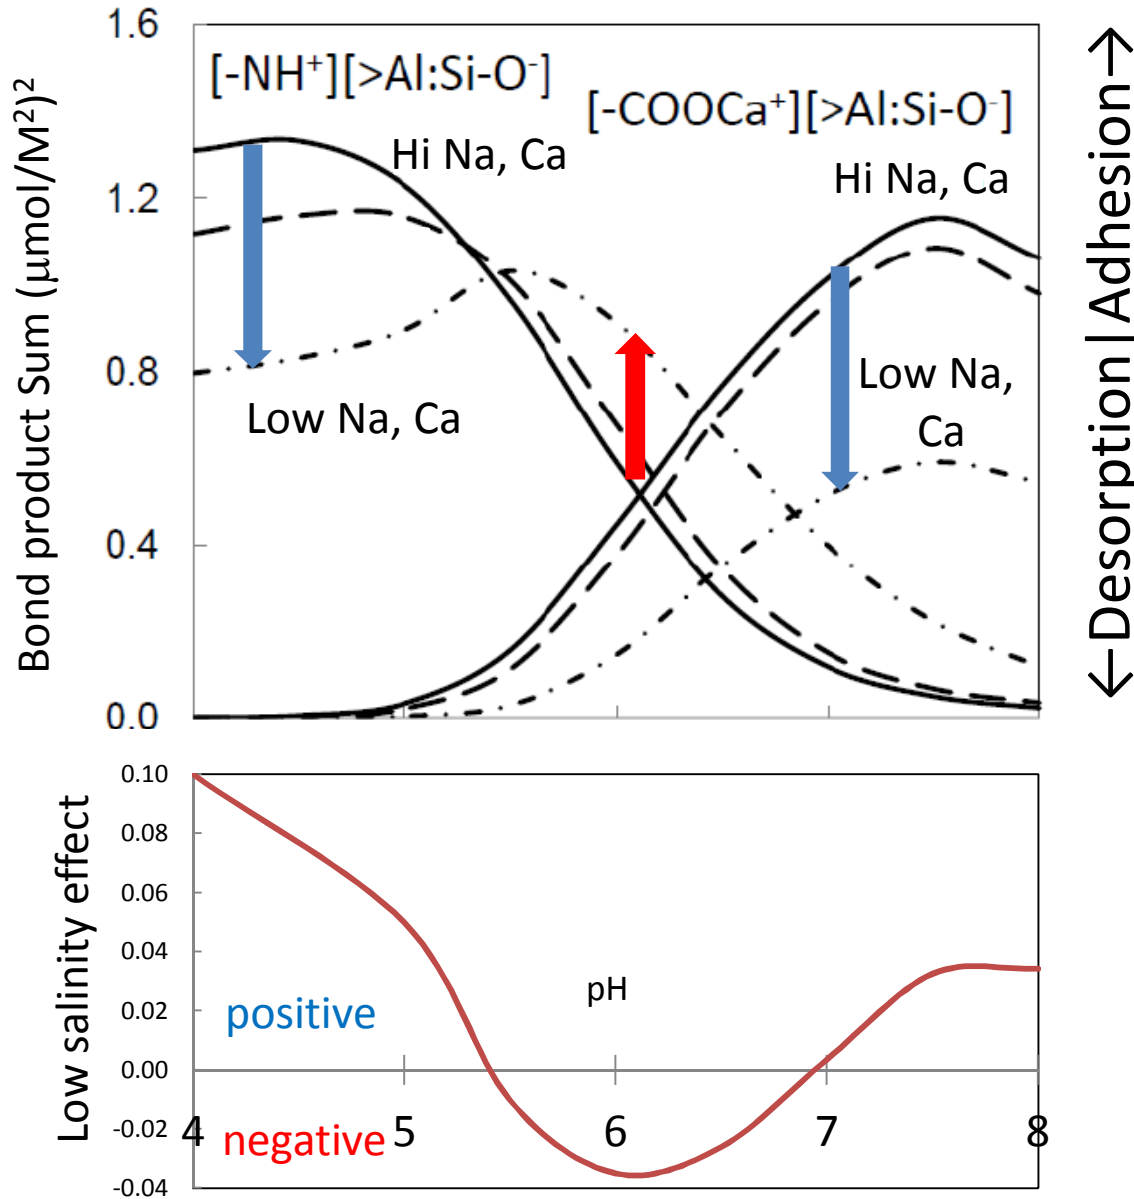 1.6
1.2
0.8
0.4
0.0
Bond product Sum (µmol/M²)²
[-NH⁺][>Al:Si-O⁻]
[-COOCa⁺][>Al:Si-O⁻]
Hi Na, Ca
Hi Na, Ca
Low Na, Ca
Low Na,
Ca
←Desorption|Adhesion→
0.10
0.08
0.06
0.04
0.02
0.00
-0.02
-0.04
Low salinity effect
pH
positive
negative
4 5 6 7 8